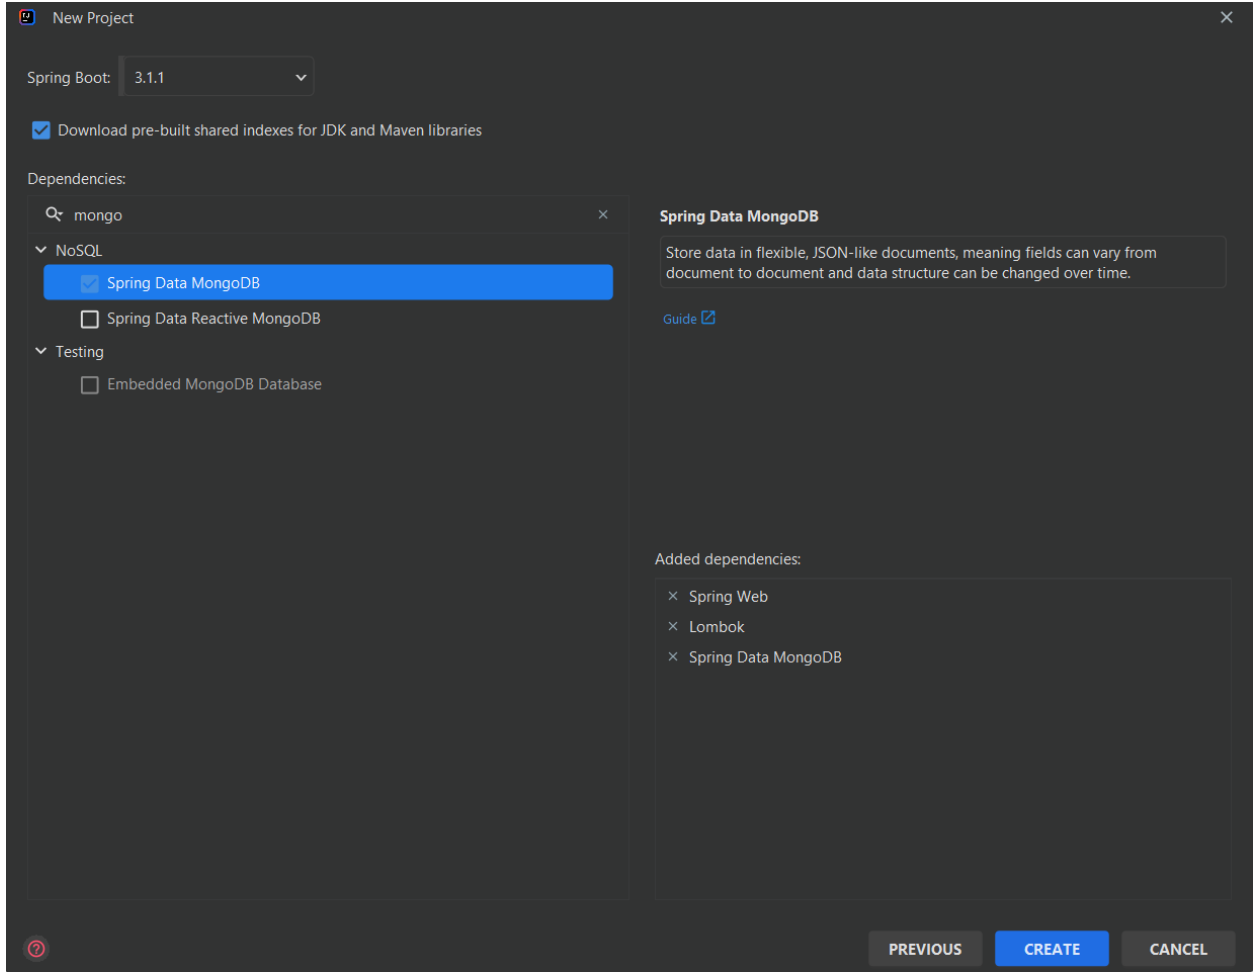 New Project
Spring Boot: 3.1.1
Download pre-built shared indexes for JDK and Maven libraries
Dependencies:
mongo
NoSQL
Spring Data MongoDB
Spring Data Reactive MongoDB
Testing
Embedded MongoDB Database
Spring Data MongoDB
Store data in flexible, JSON-like documents, meaning fields can vary from
document to document and data structure can be changed over time.
Guide
Added dependencies:
Spring Web
Lombok
Spring Data MongoDB
PREVIOUS CREATE CANCEL